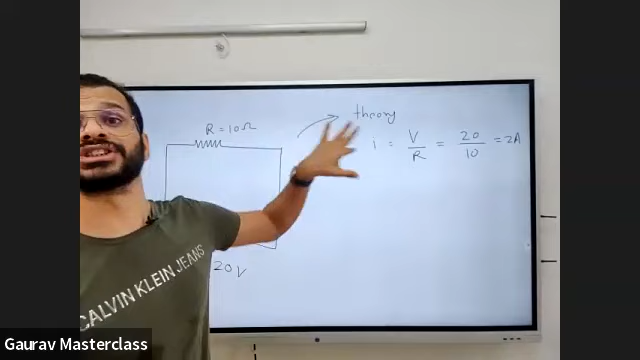 theory
R = 10Ω
i = V/R = 20/10 = 2A
20V
CALVIN KLEIN JEANS
Gaurav Masterclass